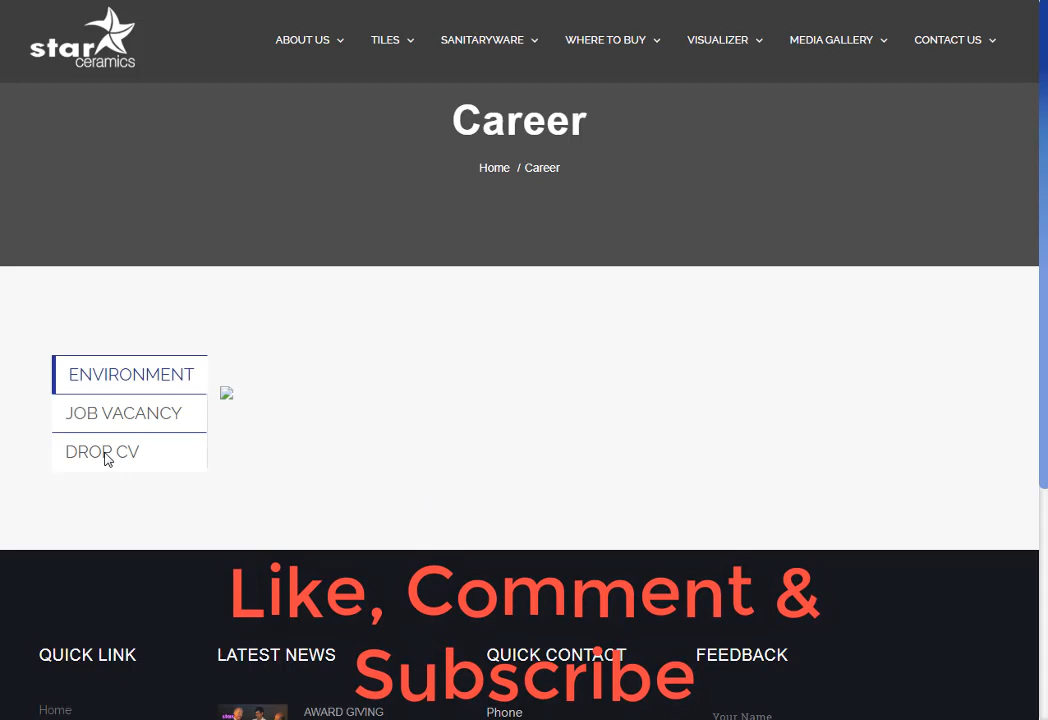 star
ceramics
ABOUT US
TILES
SANITARYWARE
WHERE TO BUY
VISUALIZER
MEDIA GALLERY
CONTACT US
Career
Home / Career
ENVIRONMENT
JOB VACANCY
DROP CV
Like, Comment &
Subscribe
QUICK LINK
LATEST NEWS
QUICK CONTACT
FEEDBACK
Home
AWARD GIVING
Phone
Your Name